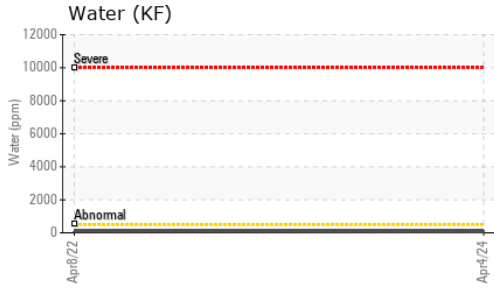 Water (KF)
12000
Severe
10000
8000
6000
4000
2000
Abnormal
0
Water (ppm)
Apr8/22
Apr4/24